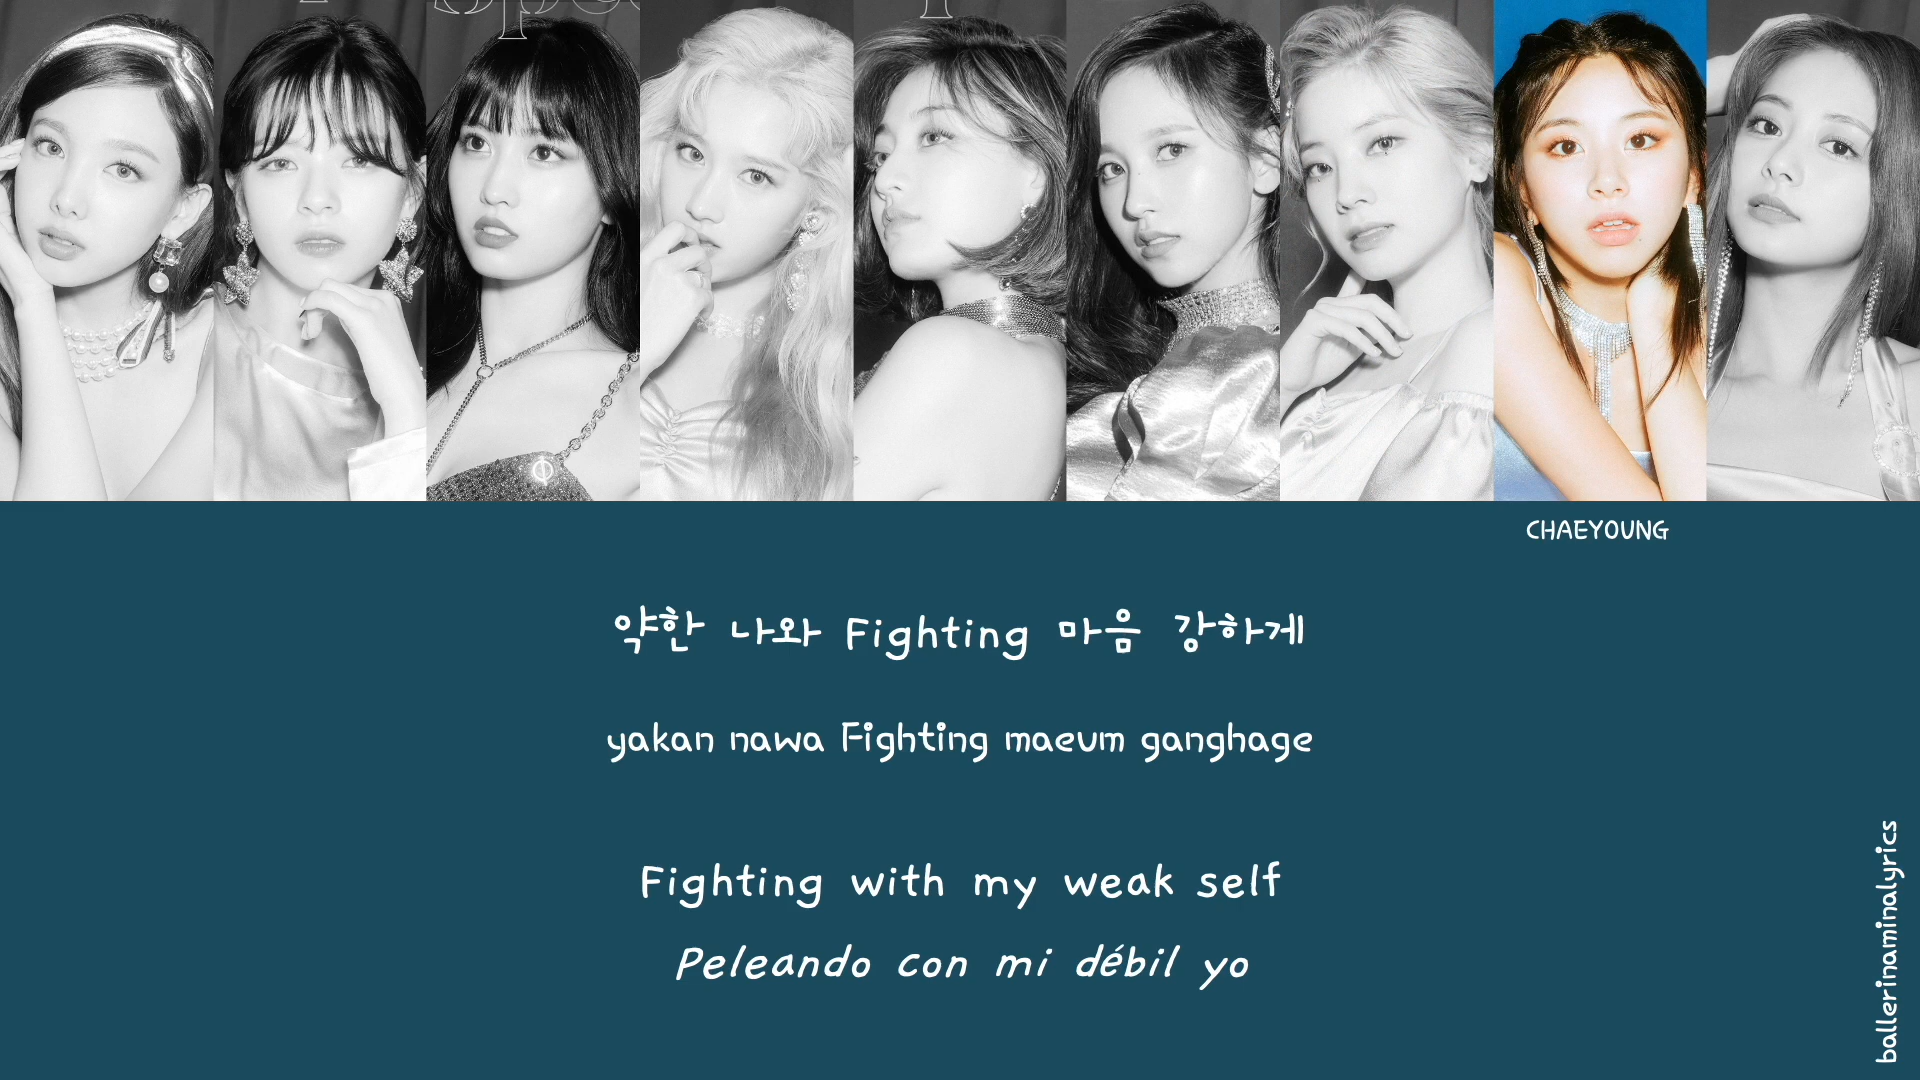 CHAEYOUNG
약한 나와 Fighting 마음 강하게
yakan nawa Fighting maeum ganghage
Fighting with my weak self
Peleando con mi débil yo
ballerinaminalyrics